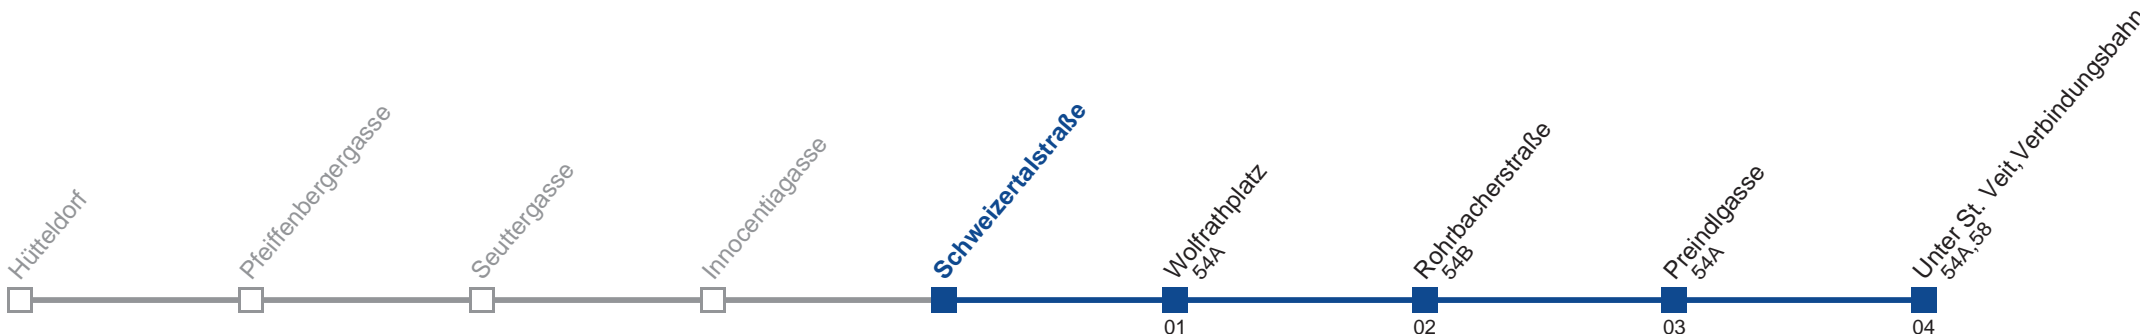 Hütteldorf
Pfeiffenbergergasse
Seuttergasse
Innocentiagasse
Schweizertalstraße
Wolfrathplatz
54A
Rohrbacherstraße
54B
Preindlgasse
54A
Unter St. Veit,Verbindungsbahn
54A,58
01
02
03
04